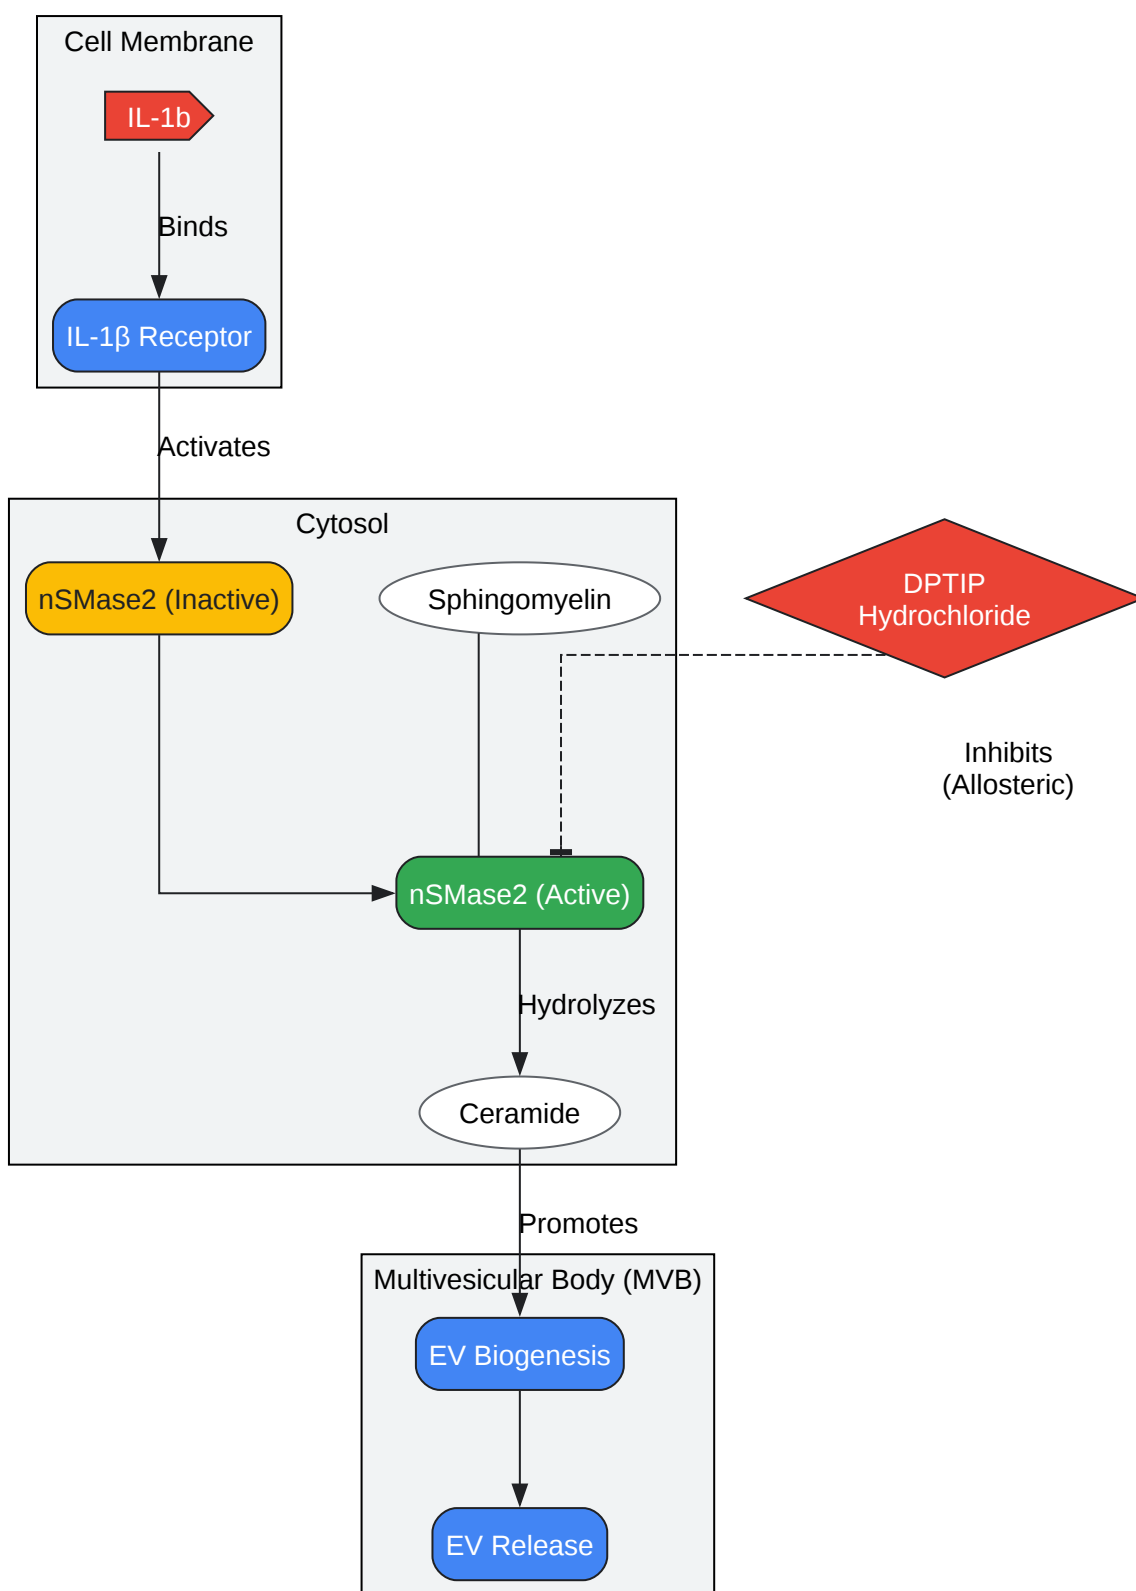 Cell Membrane
IL-1b
Binds
IL-1β Receptor
Activates
Cytosol
nSMase2 (Inactive)
Sphingomyelin
DPTIP
Hydrochloride
Inhibits
(Allosteric)
nSMase2 (Active)
Hydrolyzes
Ceramide
Promotes
Multivesicular Body (MVB)
EV Biogenesis
EV Release